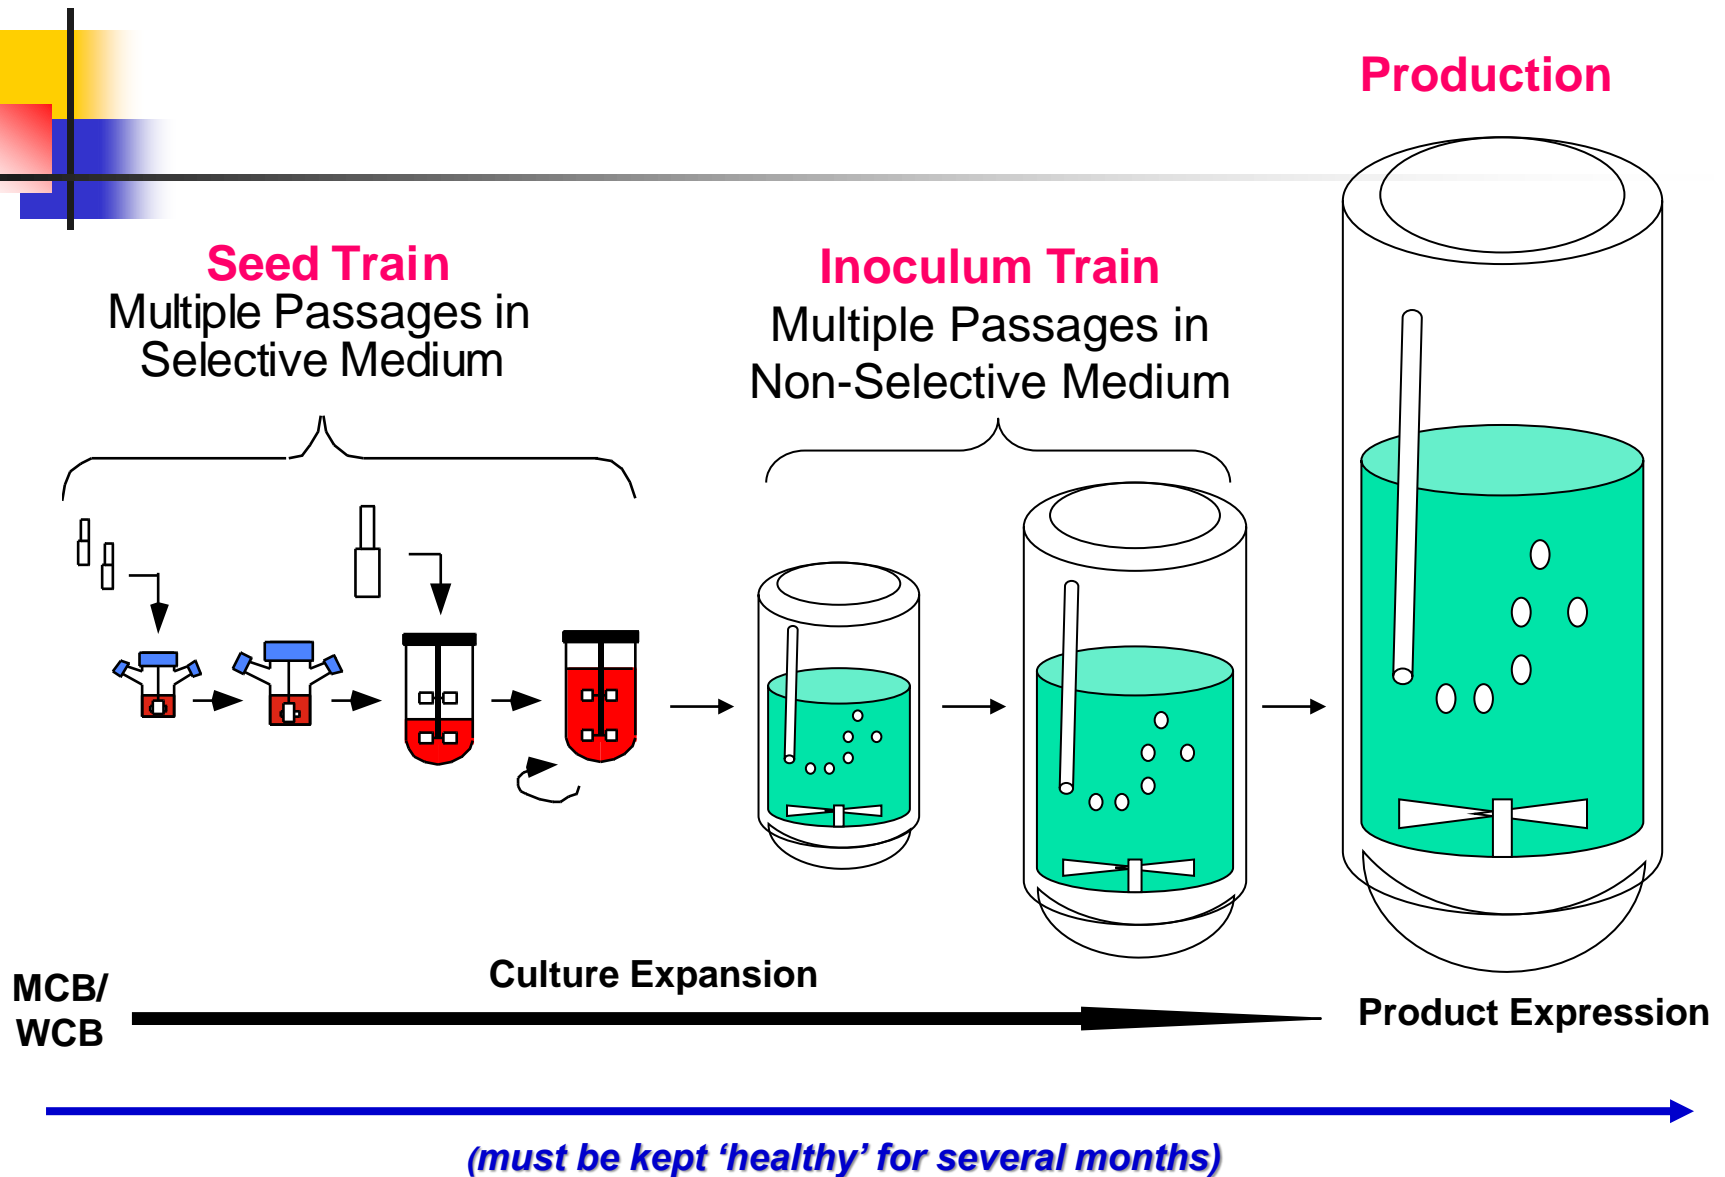 Production
Seed Train
Multiple Passages in
Selective Medium
Inoculum Train
Multiple Passages in
Non-Selective Medium
Culture Expansion
MCB/
WCB
Product Expression
(must be kept ‘healthy’ for several months)